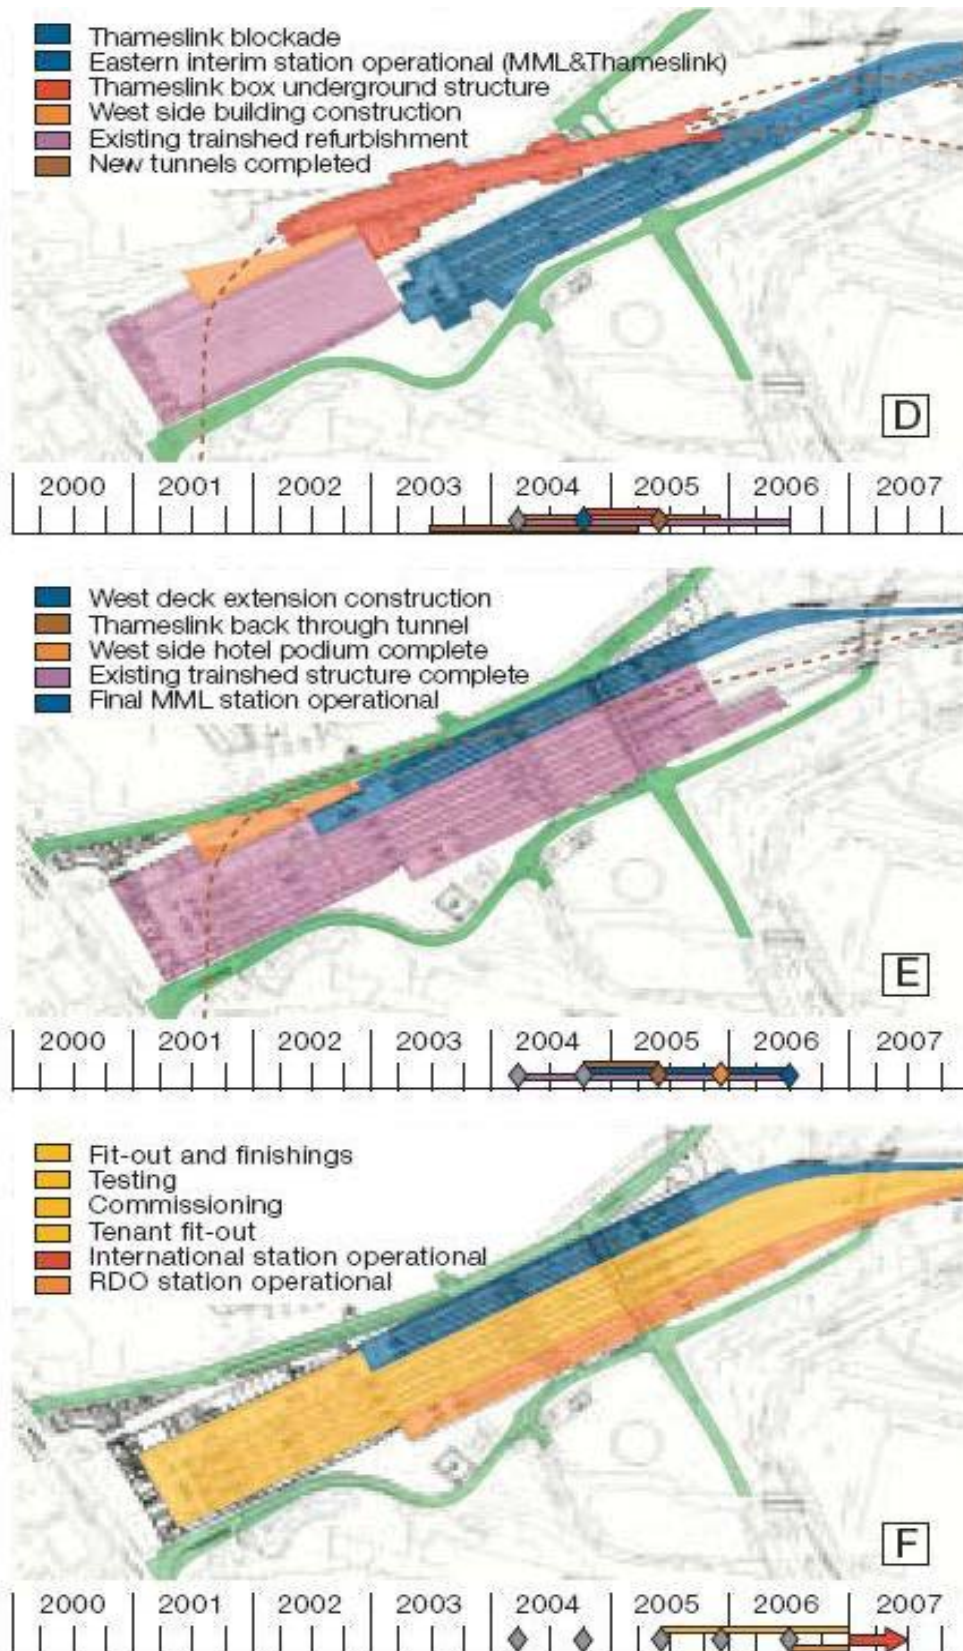 Thameslink blockade
Eastern interim station operational (MML&Thameslink)
Thameslink box underground structure
West side building construction
Existing trainshed refurbishment
New tunnels completed
D
2000 2001 2002 2003 2004 2005 2006 2007
West deck extension construction
Thameslink back through tunnel
West side hotel podium complete
Existing trainshed structure complete
Final MML station operational
E
2000 2001 2002 2003 2004 2005 2006 2007
Fit-out and finishings
Testing
Commissioning
Tenant fit-out
International station operational
RDO station operational
F
2000 2001 2002 2003 2004 2005 2006 2007